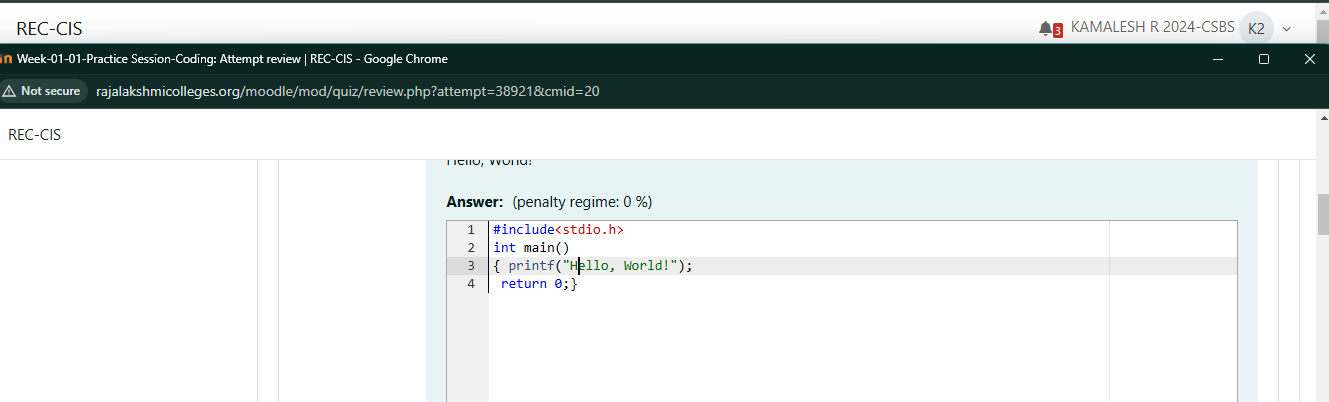 REC-CIS
3 KAMALESH R 2024-CSBS K2
Week-01-01-Practice Session-Coding: Attempt review | REC-CIS - Google Chrome
Not secure rajalakshmicolleges.org/moodle/mod/quiz/review.php?attempt=38921&cmid=20
REC-CIS
Hello, World!
Answer: (penalty regime: 0 %)
1 #include<stdio.h>
2 int main()
3 { printf("Hello, World!");
4 return 0;}